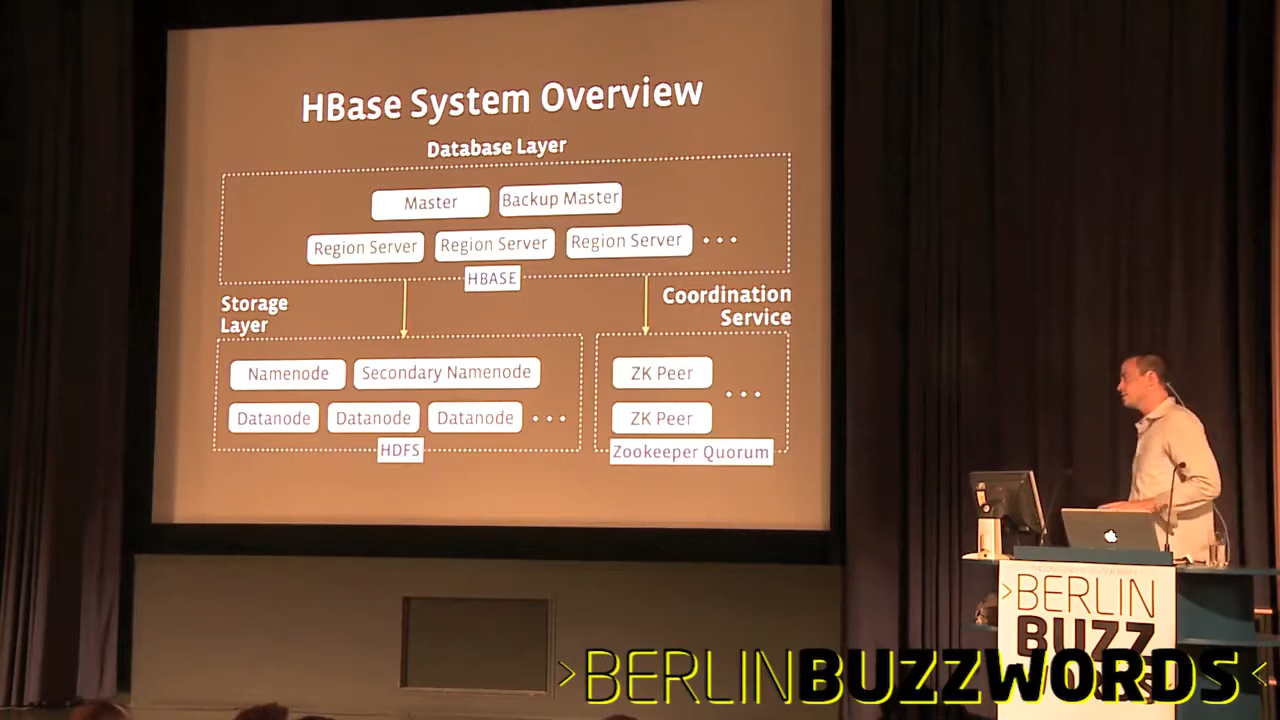 HBase System Overview
Database Layer
Master Backup Master
Region Server Region Server Region Server ...
HBASE
Storage
Layer
Coordination
Service
Namenode Secondary Namenode
Datanode Datanode Datanode ...
HDFS
ZK Peer
...
ZK Peer
Zookeeper Quorum
>BERLIN
BUZZ
>BERLINBUZZWORDS<